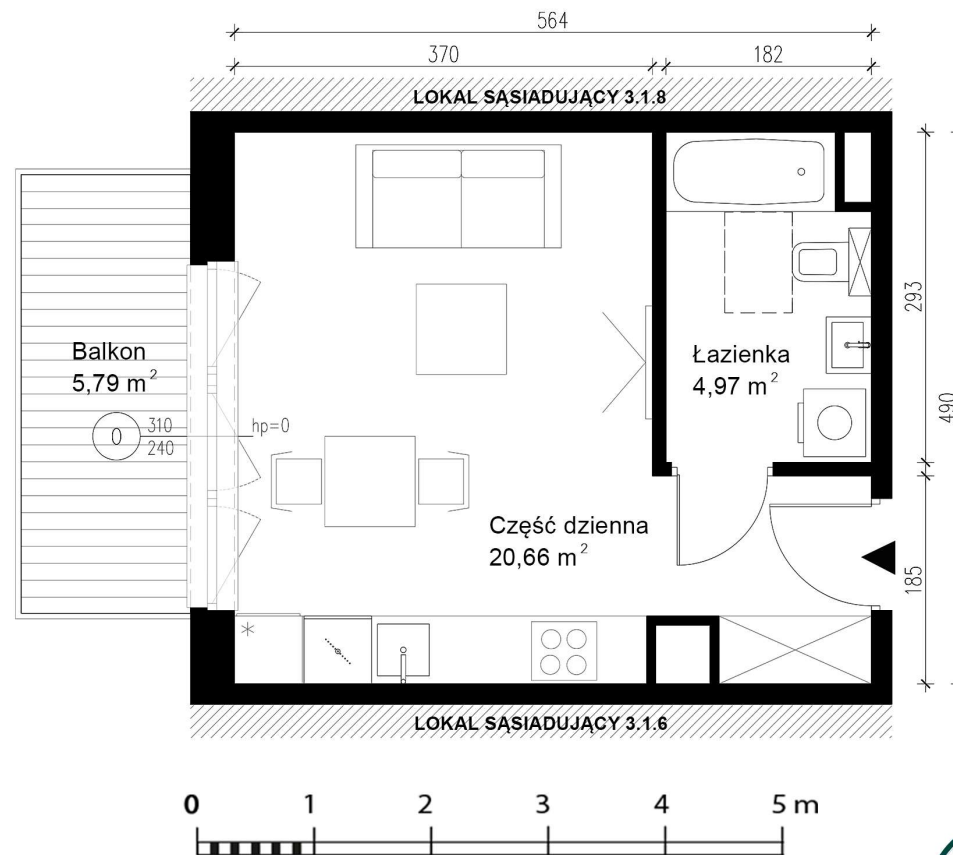 564
370
182
LOKAL SĄSIADUJĄCY 3.1.8
293
Balkon
5,79 m²
Łazienka
4,97 m²
490
0
310
240
hp=0
Część dzienna
20,66 m²
185
*
LOKAL SĄSIADUJĄCY 3.1.6
0 1 2 3 4 5 m